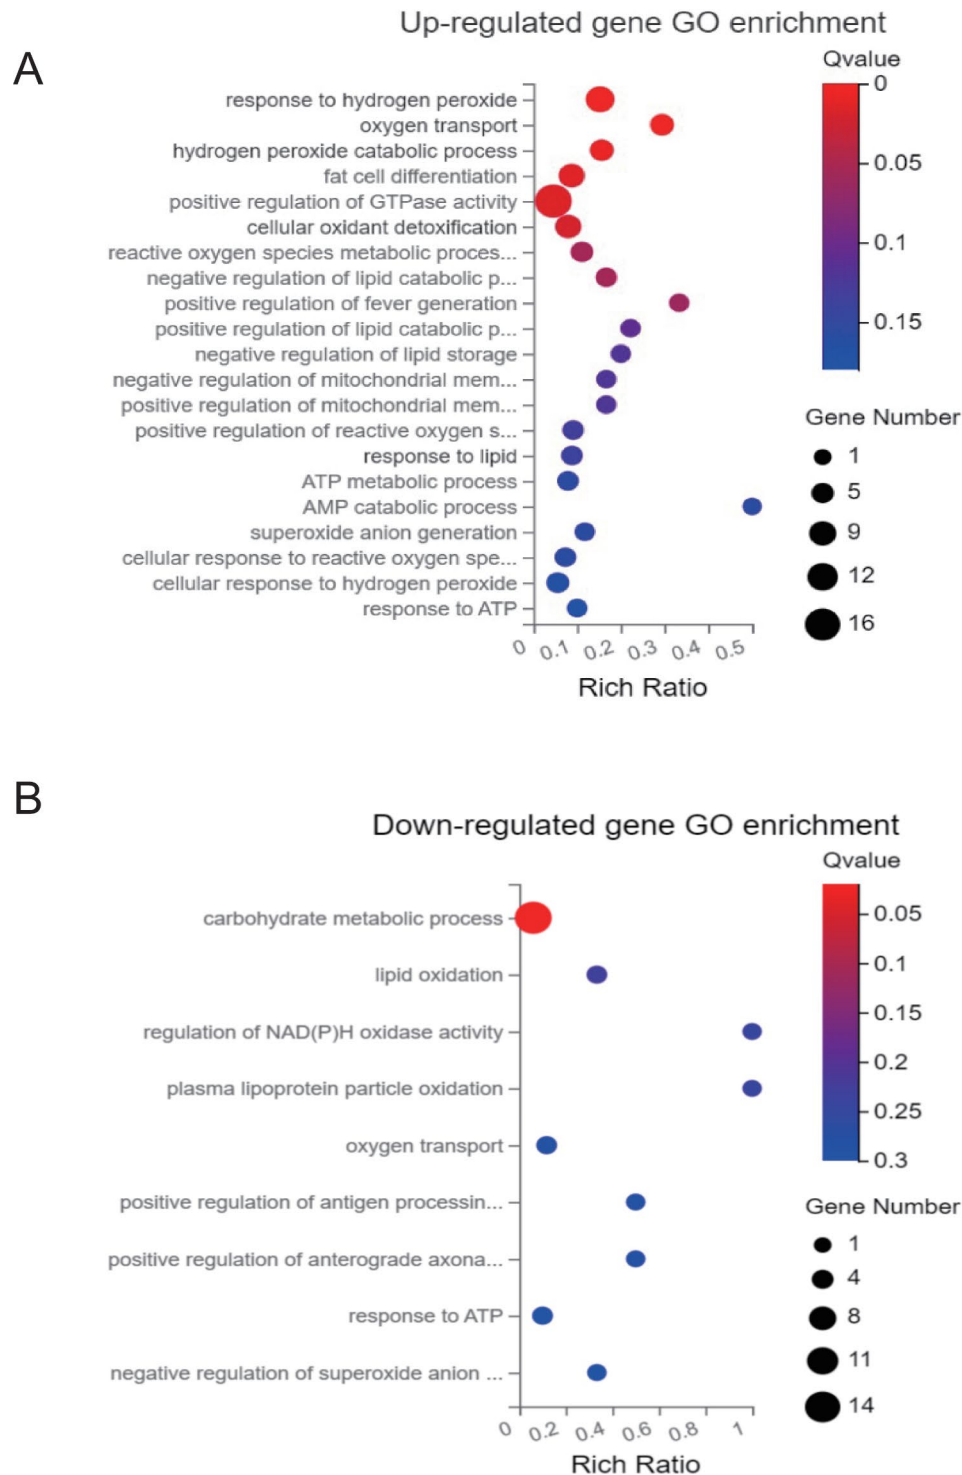 Up-regulated gene GO enrichment
A
Qvalue
0
0.05
0.1
0.15
response to hydrogen peroxide
oxygen transport
hydrogen peroxide catabolic process
fat cell differentiation
positive regulation of GTPase activity
cellular oxidant detoxification
reactive oxygen species metabolic proces...
negative regulation of lipid catabolic p...
positive regulation of fever generation
positive regulation of lipid catabolic p...
negative regulation of lipid storage
negative regulation of mitochondrial mem...
positive regulation of mitochondrial mem...
positive regulation of reactive oxygen s...
response to lipid
ATP metabolic process
AMP catabolic process
superoxide anion generation
cellular response to reactive oxygen spe...
cellular response to hydrogen peroxide
response to ATP
Gene Number
1
5
9
12
16
0 0.1 0.2 0.3 0.4 0.5
Rich Ratio
B
Down-regulated gene GO enrichment
Qvalue
0.05
0.1
0.15
0.2
0.25
0.3
carbohydrate metabolic process
lipid oxidation
regulation of NAD(P)H oxidase activity
plasma lipoprotein particle oxidation
oxygen transport
positive regulation of antigen processin...
positive regulation of anterograde axona...
response to ATP
negative regulation of superoxide anion ...
Gene Number
1
4
8
11
14
0 0.2 0.4 0.6 0.8 1
Rich Ratio